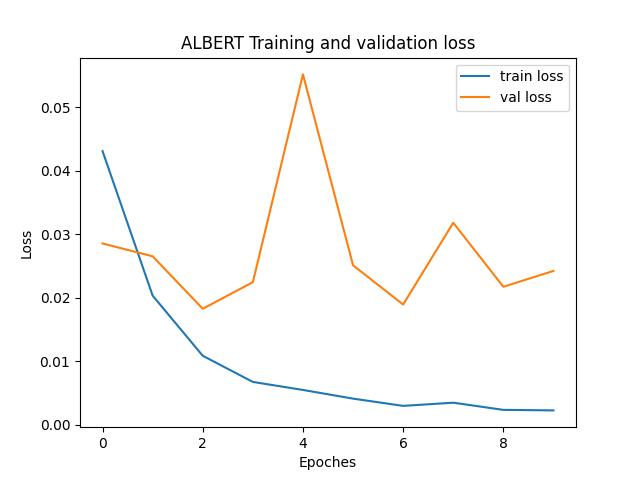 ALBERT Training and validation loss
train loss
val loss
0.05
0.04
0.03
0.02
0.01
0.00
Loss
0 2 4 6 8
Epoches